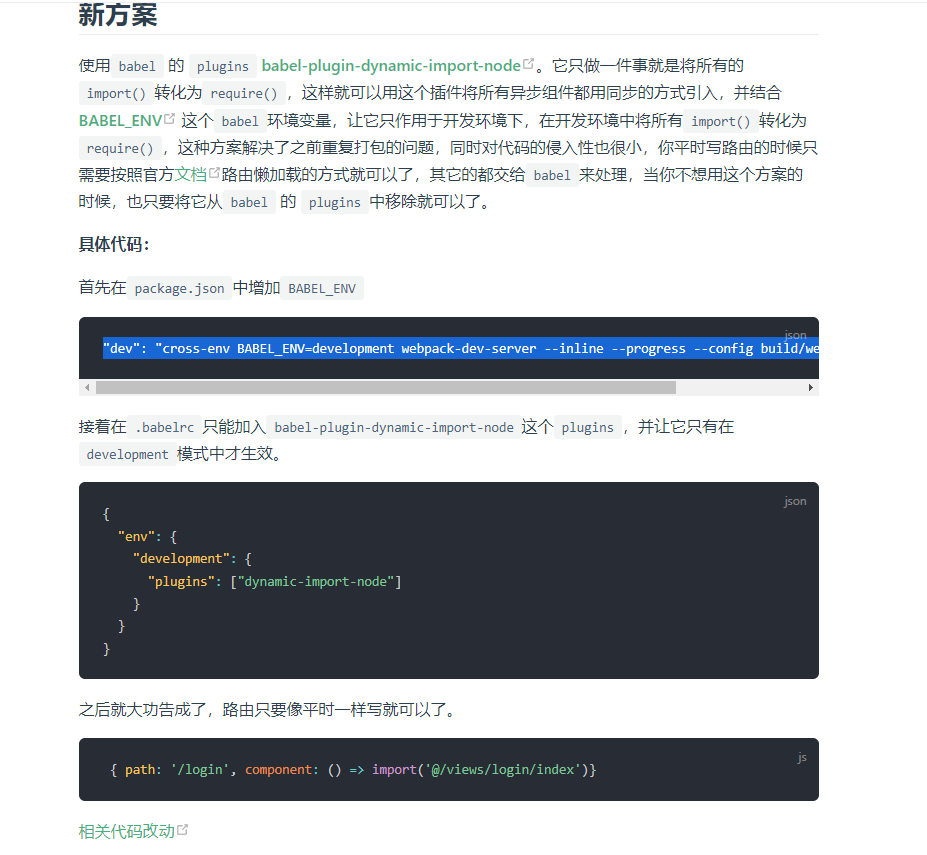 新方案
使用 babel 的 plugins babel-plugin-dynamic-import-node。它只做一件事就是将所有的
import() 转化为 require() ，这样就可以用这个插件将所有异步组件都用同步的方式引入，并结合
BABEL_ENV 这个 babel 环境变量，让它只作用于开发环境下，在开发环境中将所有 import() 转化为
require() ，这种方案解决了之前重复打包的问题，同时对代码的侵入性也很小，你平时写路由的时候只
需要按照官方文档路由懒加载的方式就可以了，其它的都交给 babel 来处理，当你不想用这个方案的
时候，也只要将它从 babel 的 plugins 中移除就可以了。
具体代码：
首先在 package.json 中增加 BABEL_ENV
json
"dev": "cross-env BABEL_ENV=development webpack-dev-server --inline --progress --config build/we
接着在 .babelrc 只能加入 babel-plugin-dynamic-import-node 这个 plugins ，并让它只有在
development 模式中才生效。
json
{
"env": {
"development": {
"plugins": ["dynamic-import-node"]
}
}
}
之后就大功告成了，路由只要像平时一样写就可以了。
js
{ path: '/login', component: () => import('@/views/login/index')}
相关代码改动